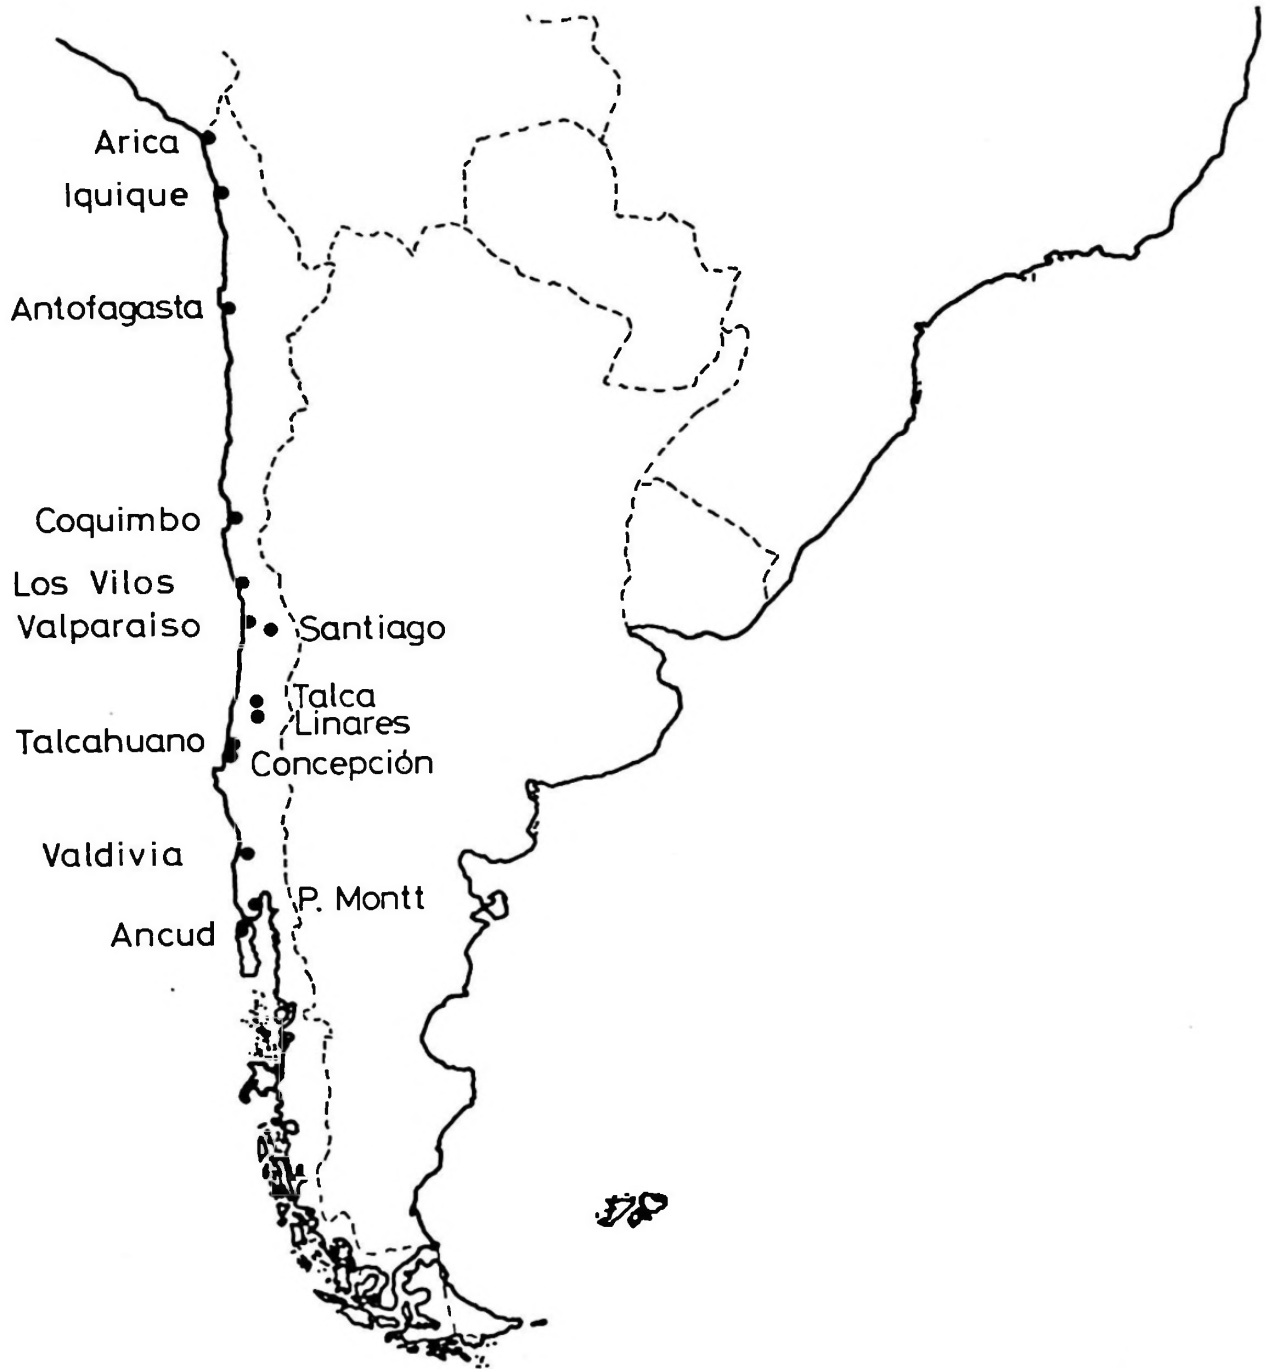 Arica
Iquique
Antofagasta
Coquimbo
Los Vilos
Valparaiso
Santiago
Talca
Linares
Talcahuano
Concepción
Valdivia
P. Montt
Ancud